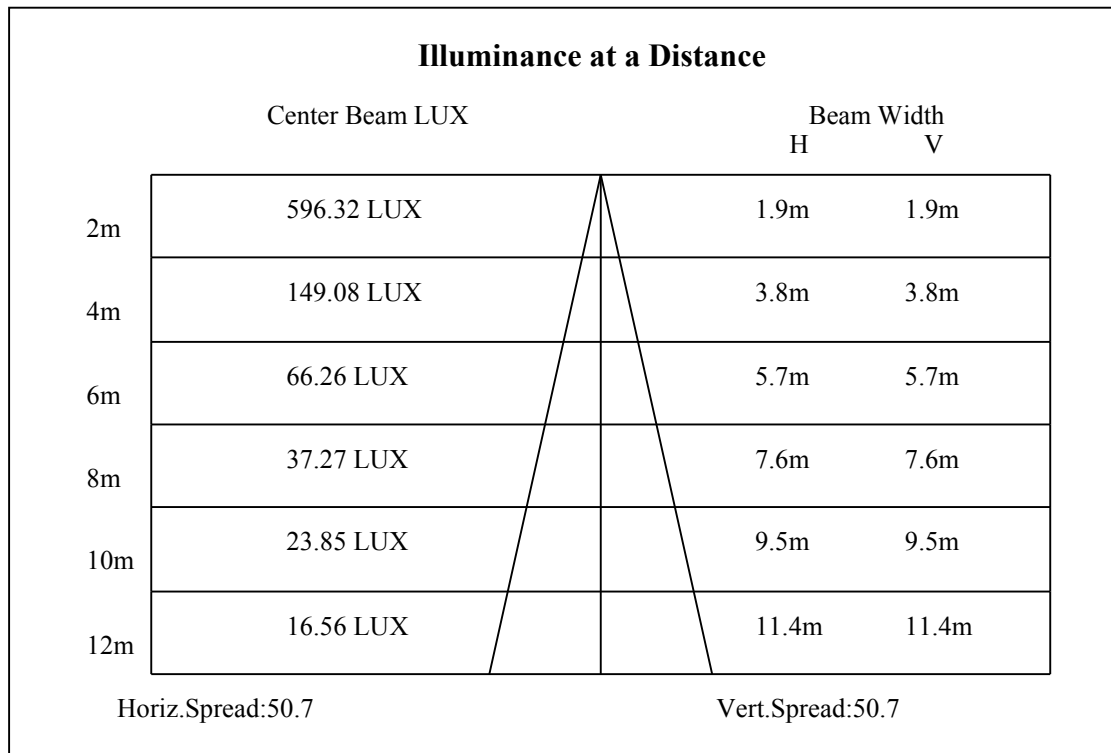 Illuminance at a Distance
Center Beam LUX Beam Width
H V
2m 596.32 LUX 1.9m 1.9m
4m 149.08 LUX 3.8m 3.8m
6m 66.26 LUX 5.7m 5.7m
8m 37.27 LUX 7.6m 7.6m
10m 23.85 LUX 9.5m 9.5m
12m 16.56 LUX 11.4m 11.4m
Horiz.Spread:50.7 Vert.Spread:50.7